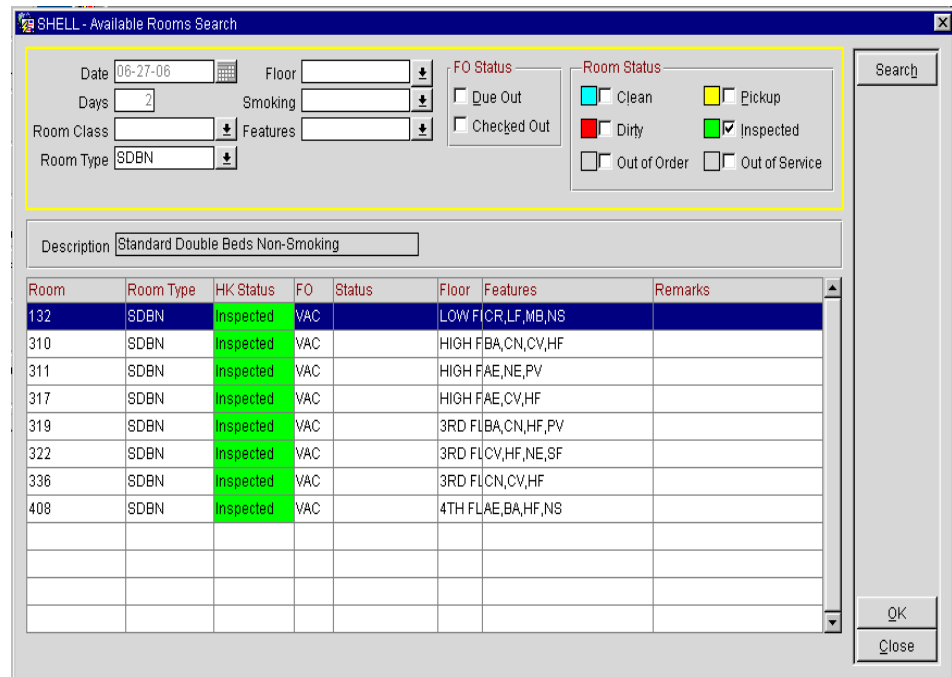 SHELL - Available Rooms Search
Date 06-27-06
Days 2
Room Class
Room Type SDBN
Floor
Smoking
Features
FO Status
Due Out
Checked Out
Room Status
Clean Pickup
Dirty Inspected
Out of Order Out of Service
Search
Description Standard Double Beds Non-Smoking
Room Room Type HK Status FO Status Floor Features Remarks
132 SDBN Inspected VAC LOW F CR,LF,MB,NS
310 SDBN Inspected VAC HIGH F BA,CN,CV,HF
311 SDBN Inspected VAC HIGH F AE,NE,PV
317 SDBN Inspected VAC HIGH F AE,CV,HF
319 SDBN Inspected VAC 3RD FL BA,CN,HF,PV
322 SDBN Inspected VAC 3RD FL CV,HF,NE,SF
336 SDBN Inspected VAC 3RD FL CN,CV,HF
408 SDBN Inspected VAC 4TH FL AE,BA,HF,NS
OK
Close